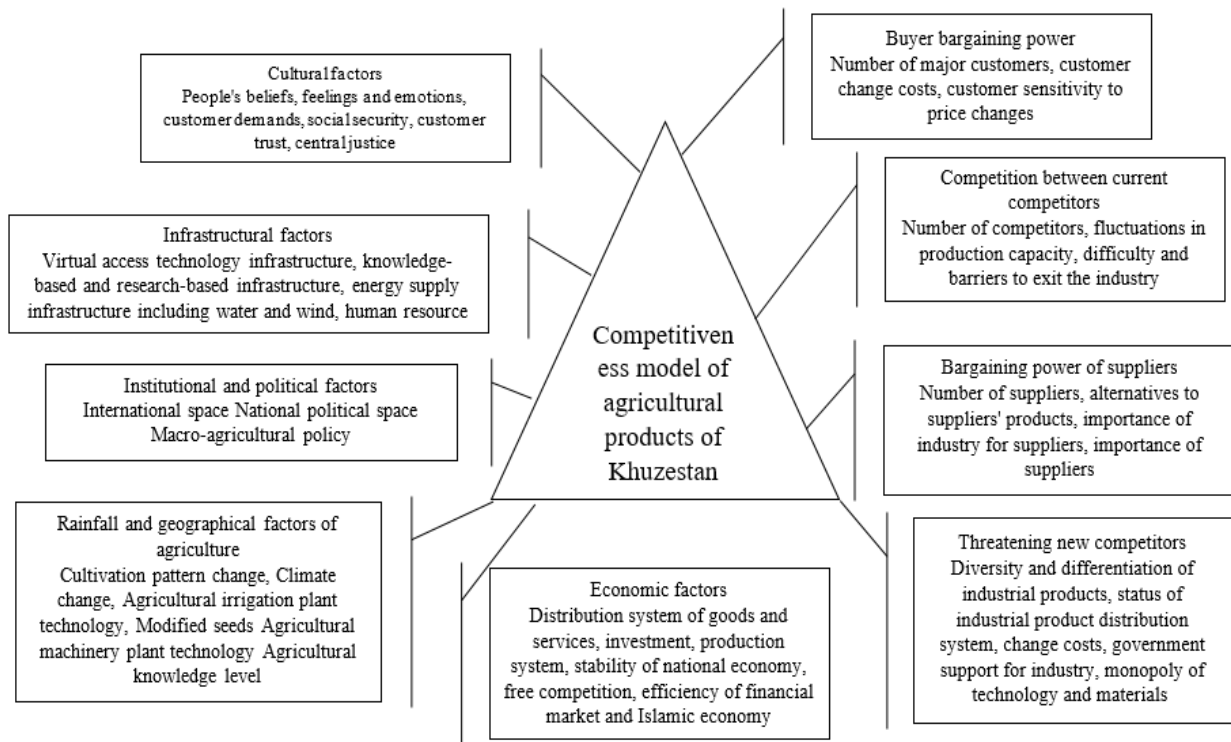 Cultural factors
People's beliefs, feelings and emotions,
customer demands, social security, customer
trust, central justice
Infrastructural factors
Virtual access technology infrastructure, knowledge-
based and research-based infrastructure, energy supply
infrastructure including water and wind, human resource
Institutional and political factors
International space National political space
Macro-agricultural policy
Rainfall and geographical factors of
agriculture
Cultivation pattern change, Climate
change, Agricultural irrigation plant
technology, Modified seeds Agricultural
machinery plant technology Agricultural
knowledge level
Competitiven
ess model of
agricultural
products of
Khuzestan
Economic factors
Distribution system of goods and
services, investment, production
system, stability of national economy,
free competition, efficiency of financial
market and Islamic economy
Buyer bargaining power
Number of major customers, customer
change costs, customer sensitivity to
price changes
Competition between current
competitors
Number of competitors, fluctuations in
production capacity, difficulty and
barriers to exit the industry
Bargaining power of suppliers
Number of suppliers, alternatives to
suppliers' products, importance of
industry for suppliers, importance of
suppliers
Threatening new competitors
Diversity and differentiation of
industrial products, status of
industrial product distribution
system, change costs, government
support for industry, monopoly of
technology and materials